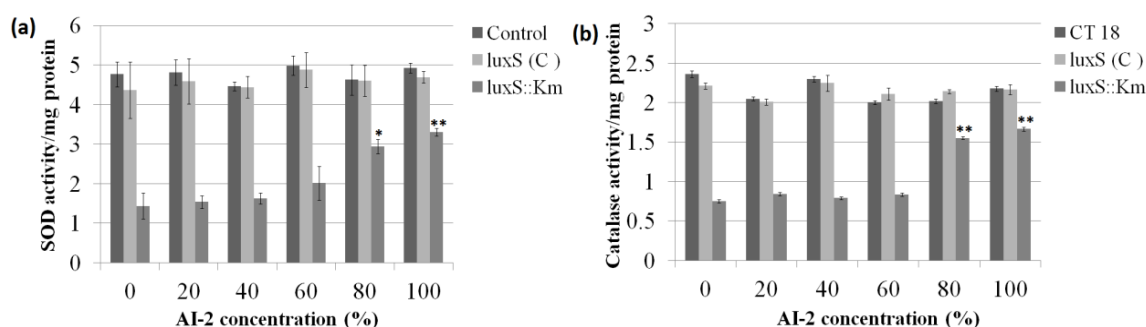 (a)
SOD activity/mg protein
6
5
4
3
2
1
0
0 20 40 60 80 100
AI-2 concentration (%)
Control
luxS (C )
luxS::Km
*
**
(b)
Catalase activity/mg protein
3
2.5
2
1.5
1
0.5
0
0 20 40 60 80 100
AI-2 concentration (%)
CT 18
luxS (C )
luxS::Km
**
**